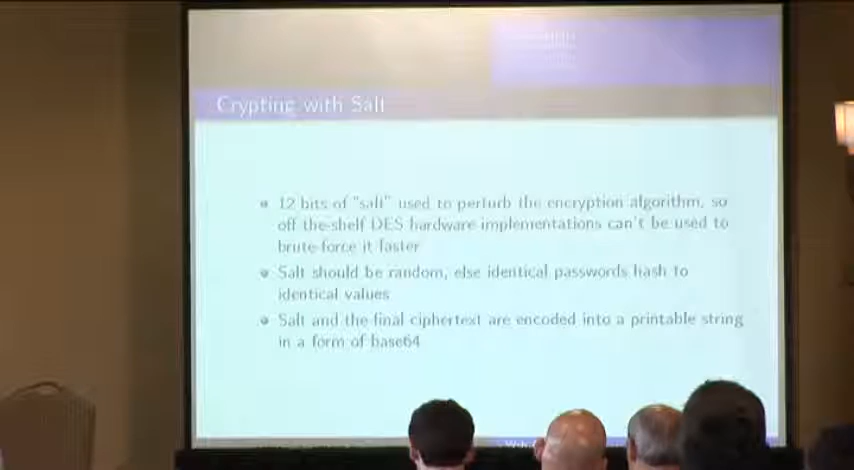 Crypting with Salt
12 bits of "salt" used to perturb the encryption algorithm, so
off the-shelf DES hardware implementations can't be used to
brute-force it faster
Salt should be random, else identical passwords hash to
identical values
Salt and the final ciphertext are encoded into a printable string
in a form of base64